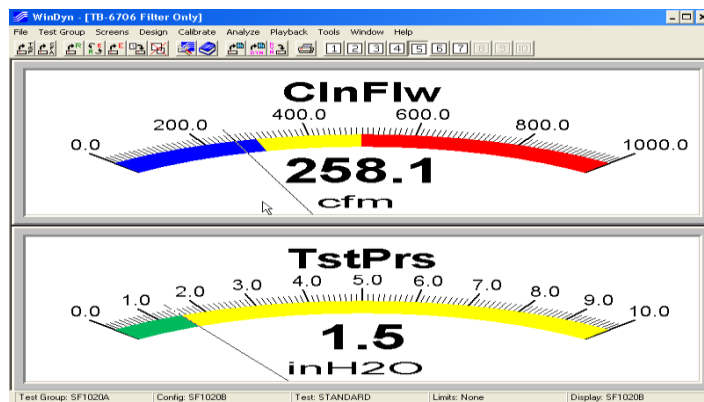 WinDyn - [TB-6706 Filter Only]
File Test Group Screens Design Calibrate Analyze Playback Tools Window Help
1 2 3 4 5 6 7 8 9 10
ClnFlw
0.0 200.0 400.0 600.0 800.0 1000.0
258.1
cfm
TstPrs
0.0 1.0 2.0 3.0 4.0 5.0 6.0 7.0 8.0 9.0 10.0
1.5
inH2O
Test Group: SF1020A Config: SF1020B Test: STANDARD Limits: None Display: SF1020B